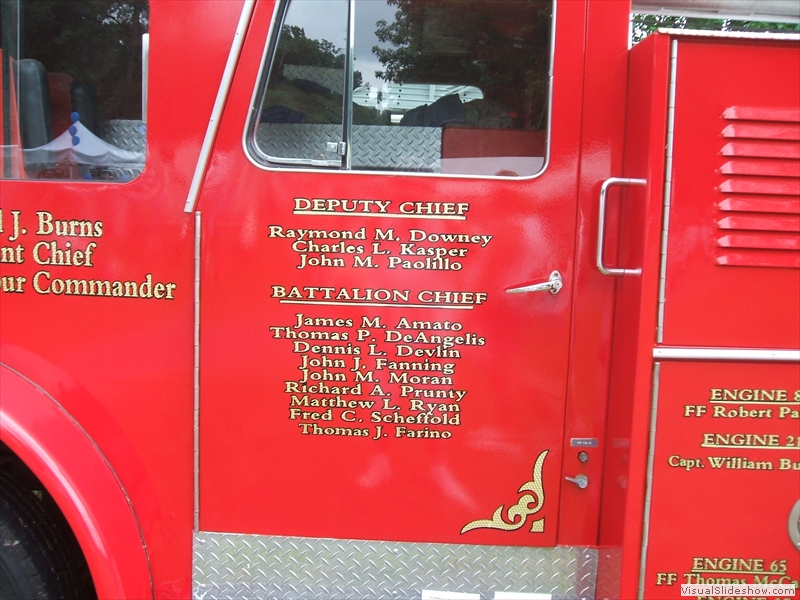 J. Burns
Chief
Commander
DEPUTY CHIEF
Raymond M. Downey
Charles L. Kasper
John M. Paolillo
BATTALION CHIEF
James M. Amato
Thomas P. DeAngelis
Dennis L. Devlin
John J. Fanning
John M. Moran
Richard A. Prunty
Matthew L. Ryan
Fred C. Scheffold
Thomas J. Farino
ENGINE
FF Robert
ENGINE 21
Capt. William
ENGINE 65
FF Thomas
VisualSlideshow.com